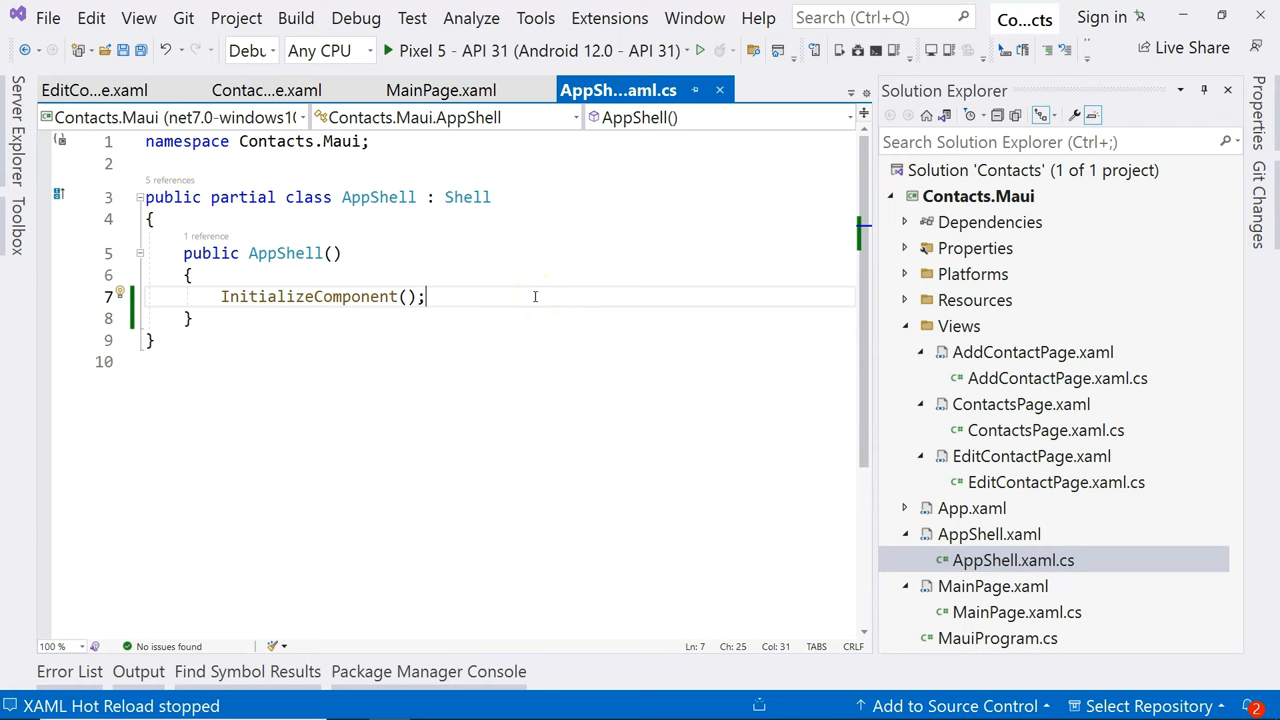 File Edit View Git Project Build Debug Test Analyze Tools Extensions Window Help Search (Ctrl+Q) Co...cts Sign in
Debu Any CPU Pixel 5 - API 31 (Android 12.0 - API 31) Live Share
EditCo...e.xaml Contac...e.xaml MainPage.xaml AppSh...aml.cs
Contacts.Maui (net7.0-windows10 Contacts.Maui.AppShell AppShell()
1 namespace Contacts.Maui;
2
5 references
3 public partial class AppShell : Shell
4 {
1 reference
5 public AppShell()
6 {
7 InitializeComponent();
8 }
9 }
10
100 % No issues found Ln: 7 Ch: 25 Col: 31 TABS CRLF
Server Explorer
Toolbox
Solution Explorer
Search Solution Explorer (Ctrl+;)
Solution 'Contacts' (1 of 1 project)
Contacts.Maui
Dependencies
Properties
Platforms
Resources
Views
AddContactPage.xaml
C# AddContactPage.xaml.cs
ContactsPage.xaml
C# ContactsPage.xaml.cs
EditContactPage.xaml
C# EditContactPage.xaml.cs
App.xaml
AppShell.xaml
C# AppShell.xaml.cs
MainPage.xaml
C# MainPage.xaml.cs
C# MauiProgram.cs
Properties
Git Changes
Error List Output Find Symbol Results Package Manager Console
XAML Hot Reload stopped Add to Source Control Select Repository 2